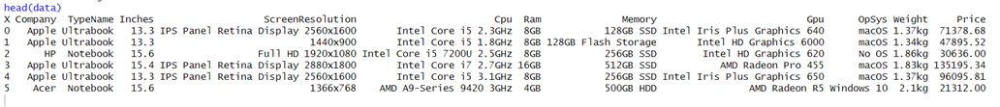 head(data)
X Company TypeName Inches ScreenResolution Cpu Ram Memory Gpu OpSys Weight Price
0 Apple Ultrabook 13.3 IPS Panel Retina Display 2560x1600 Intel Core i5 2.3GHz 8GB 128GB SSD Intel Iris Plus Graphics 640 macOS 1.37kg 71378.68
1 Apple Ultrabook 13.3 1440x900 Intel Core i5 1.8GHz 8GB 128GB Flash Storage Intel HD Graphics 6000 macOS 1.34kg 47895.52
2 HP Notebook 15.6 Full HD 1920x1080 Intel Core i5 7200U 2.5GHz 8GB 256GB SSD Intel HD Graphics 620 No OS 1.86kg 30636.00
3 Apple Ultrabook 15.4 IPS Panel Retina Display 2880x1800 Intel Core i7 2.7GHz 16GB 512GB SSD AMD Radeon Pro 455 macOS 1.83kg 135195.34
4 Apple Ultrabook 13.3 IPS Panel Retina Display 2560x1600 Intel Core i5 3.1GHz 8GB 256GB SSD Intel Iris Plus Graphics 650 macOS 1.37kg 96095.81
5 Acer Notebook 15.6 1366x768 AMD A9-Series 9420 3GHz 4GB 500GB HDD AMD Radeon R5 Windows 10 2.1kg 21312.00